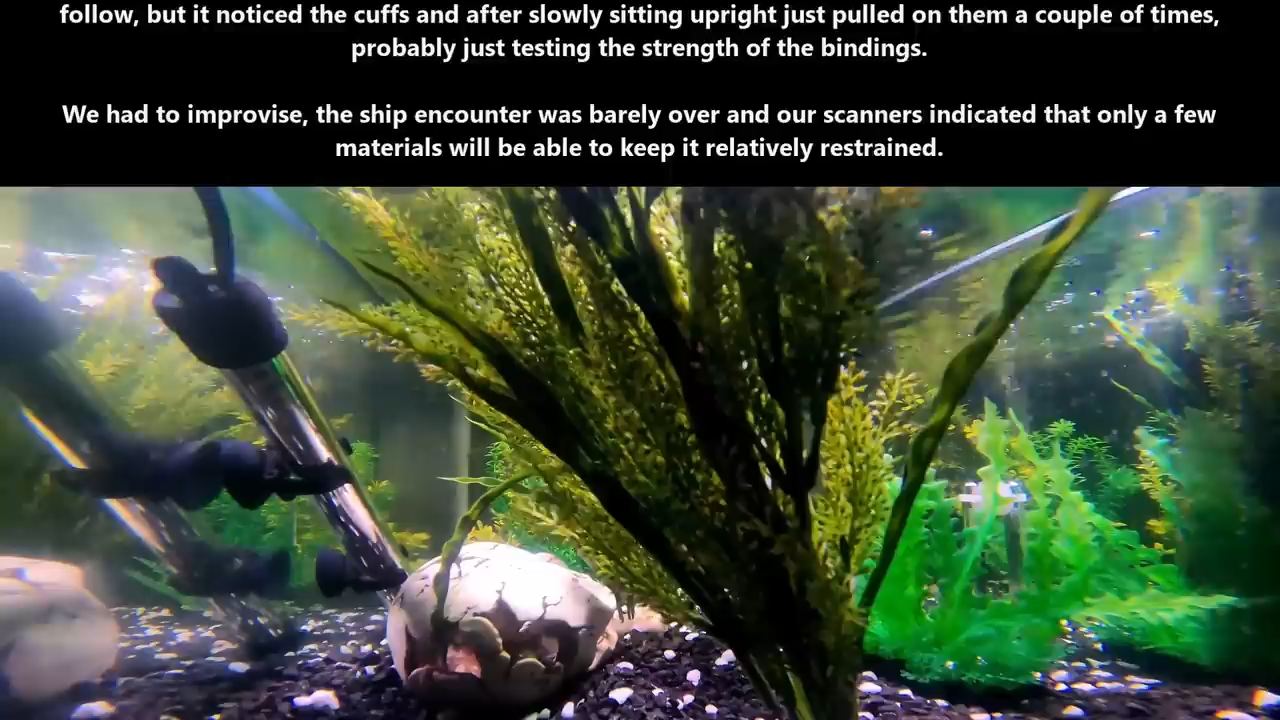 follow, but it noticed the cuffs and after slowly sitting upright just pulled on them a couple of times,
probably just testing the strength of the bindings.
We had to improvise, the ship encounter was barely over and our scanners indicated that only a few
materials will be able to keep it relatively restrained.